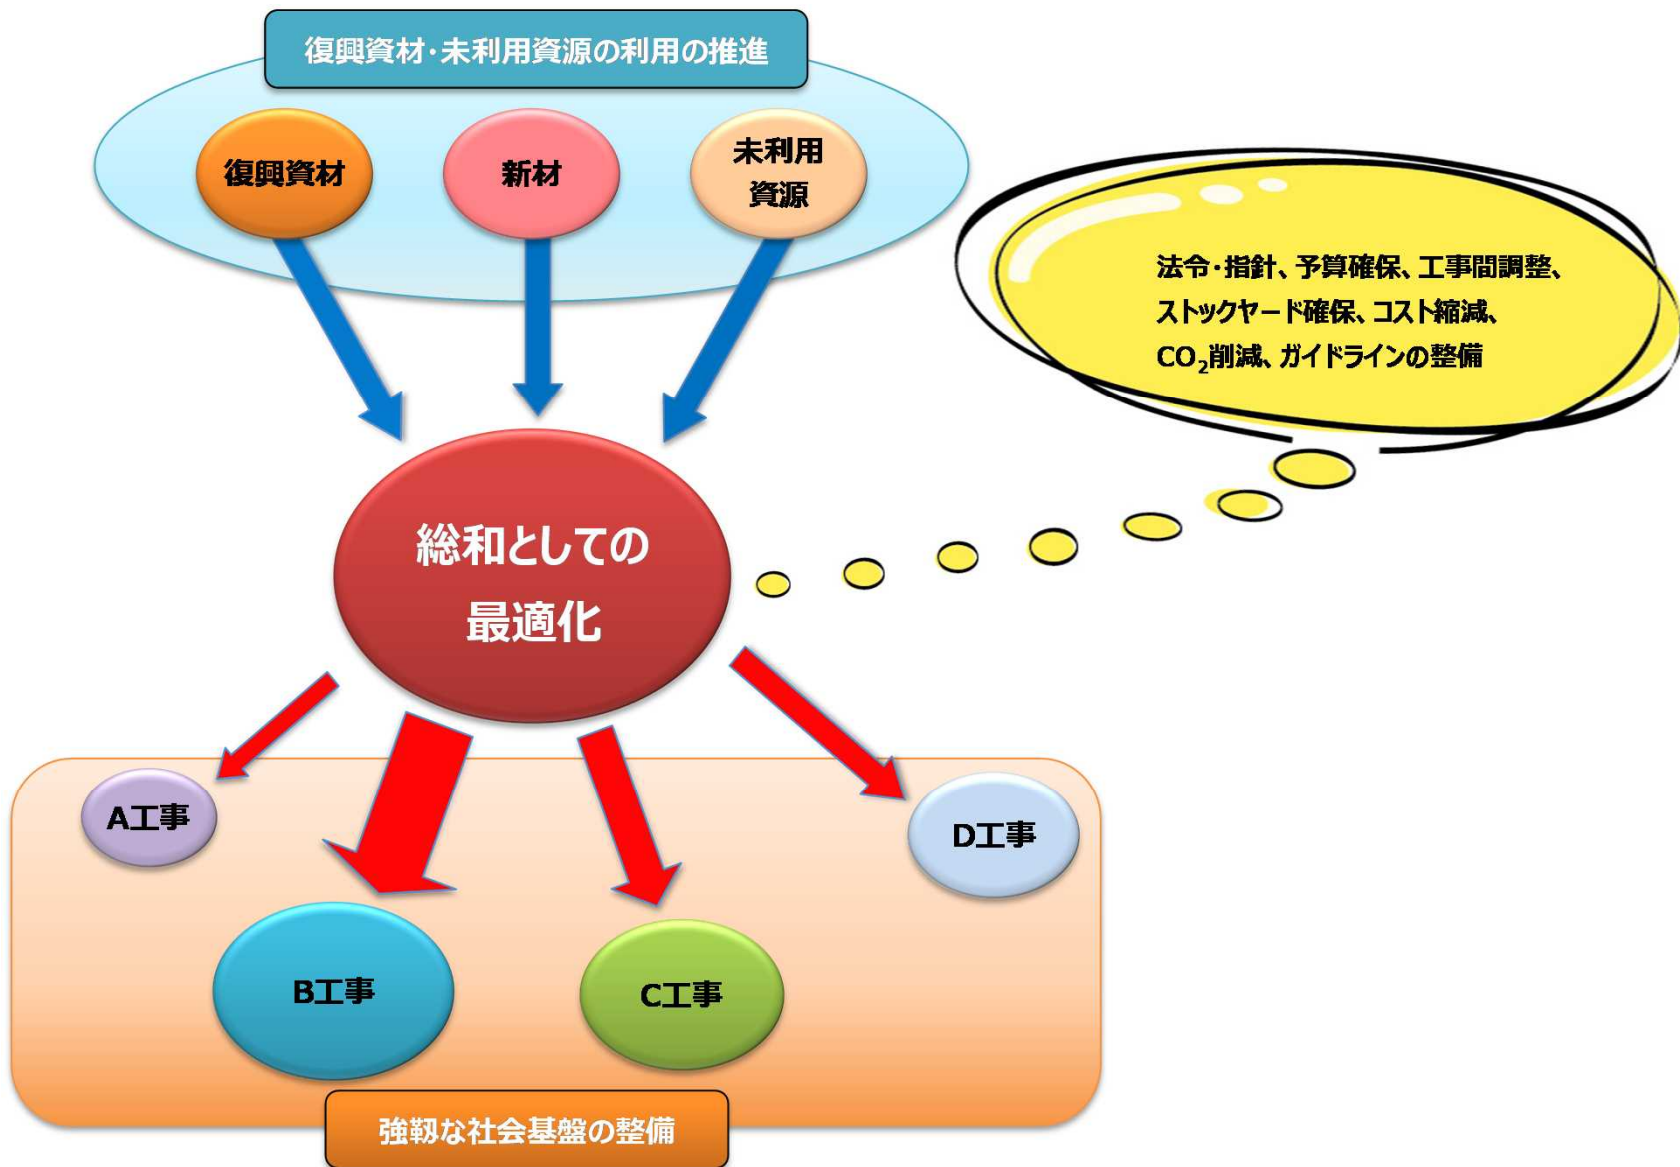 復興資材・未利用資源の利用の推進
復興資材
新材
未利用
資源
法令・指針、予算確保、工事間調整、
ストックヤード確保、コスト縮減、
CO₂削減、ガイドラインの整備
総和としての
最適化
A工事
B工事
C工事
D工事
強靱な社会基盤の整備